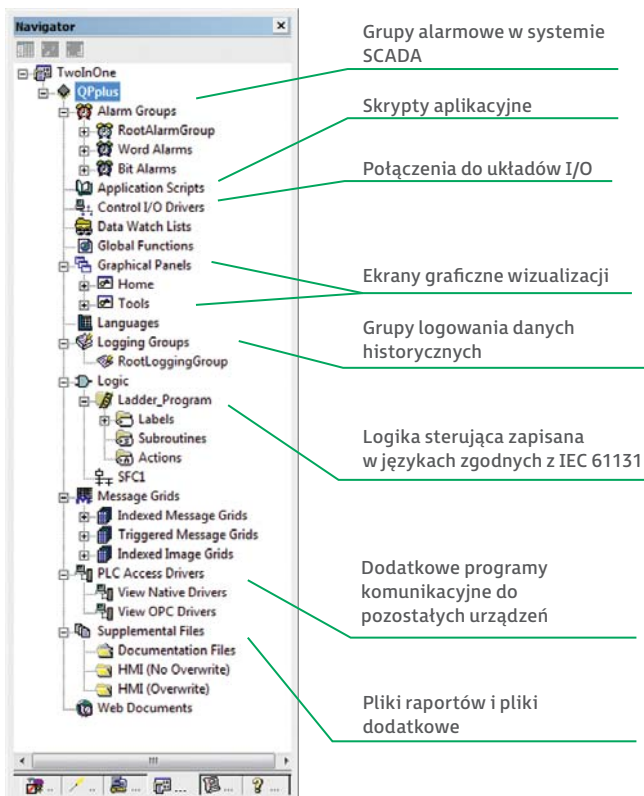 Navigator
TwoInOne
QPplus
Alarm Groups
RootAlarmGroup
Word Alarms
Bit Alarms
Application Scripts
Control I/O Drivers
Data Watch Lists
Global Functions
Graphical Panels
Home
Tools
Languages
Logging Groups
RootLoggingGroup
Logic
Ladder_Program
Labels
Subroutines
Actions
SFC1
Message Grids
Indexed Message Grids
Triggered Message Grids
Indexed Image Grids
PLC Access Drivers
View Native Drivers
View OPC Drivers
Supplemental Files
Documentation Files
HMI (No Overwrite)
HMI (Overwrite)
Web Documents
Grupy alarmowe w systemie
SCADA
Skrypty aplikacyjne
Połączenia do układów I/O
Ekrany graficzne wizualizacji
Grupy logowania danych
historycznych
Logika sterująca zapisana
w językach zgodnych z IEC 61131
Dodatkowe programy
komunikacyjne do
pozostałych urządzeń
Pliki raportów i pliki
dodatkowe